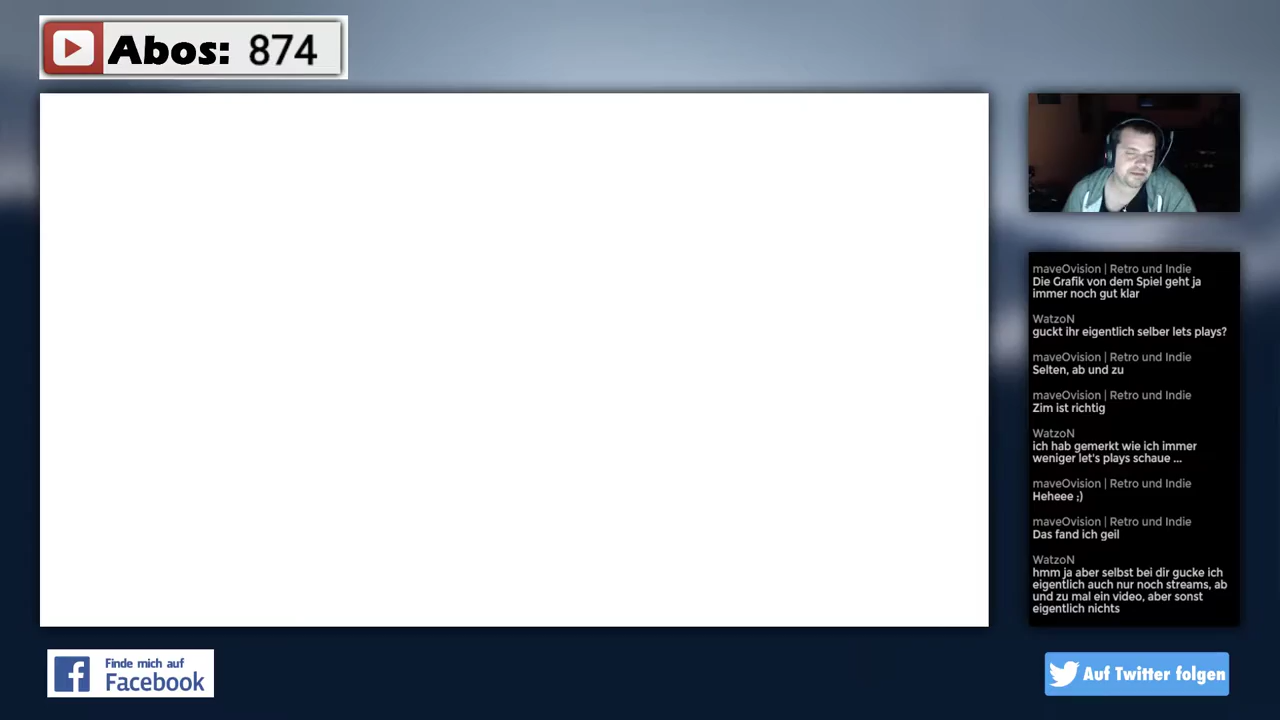 Abos: 874
maveOvision | Retro und Indie
Die Grafik von dem Spiel geht ja
immer noch gut klar
WatzoN
guckt ihr eigentlich selber lets plays?
maveOvision | Retro und Indie
Selten, ab und zu
maveOvision | Retro und Indie
Zim ist richtig
WatzoN
ich hab gemerkt wie ich immer
weniger let's plays schaue ...
maveOvision | Retro und Indie
Heheee ;)
maveOvision | Retro und Indie
Das fand ich geil
WatzoN
hmm ja aber selbst bei dir gucke ich
eigentlich auch nur noch streams, ab
und zu mal ein video, aber sonst
eigentlich nichts
Finde mich auf
Facebook
Auf Twitter folgen